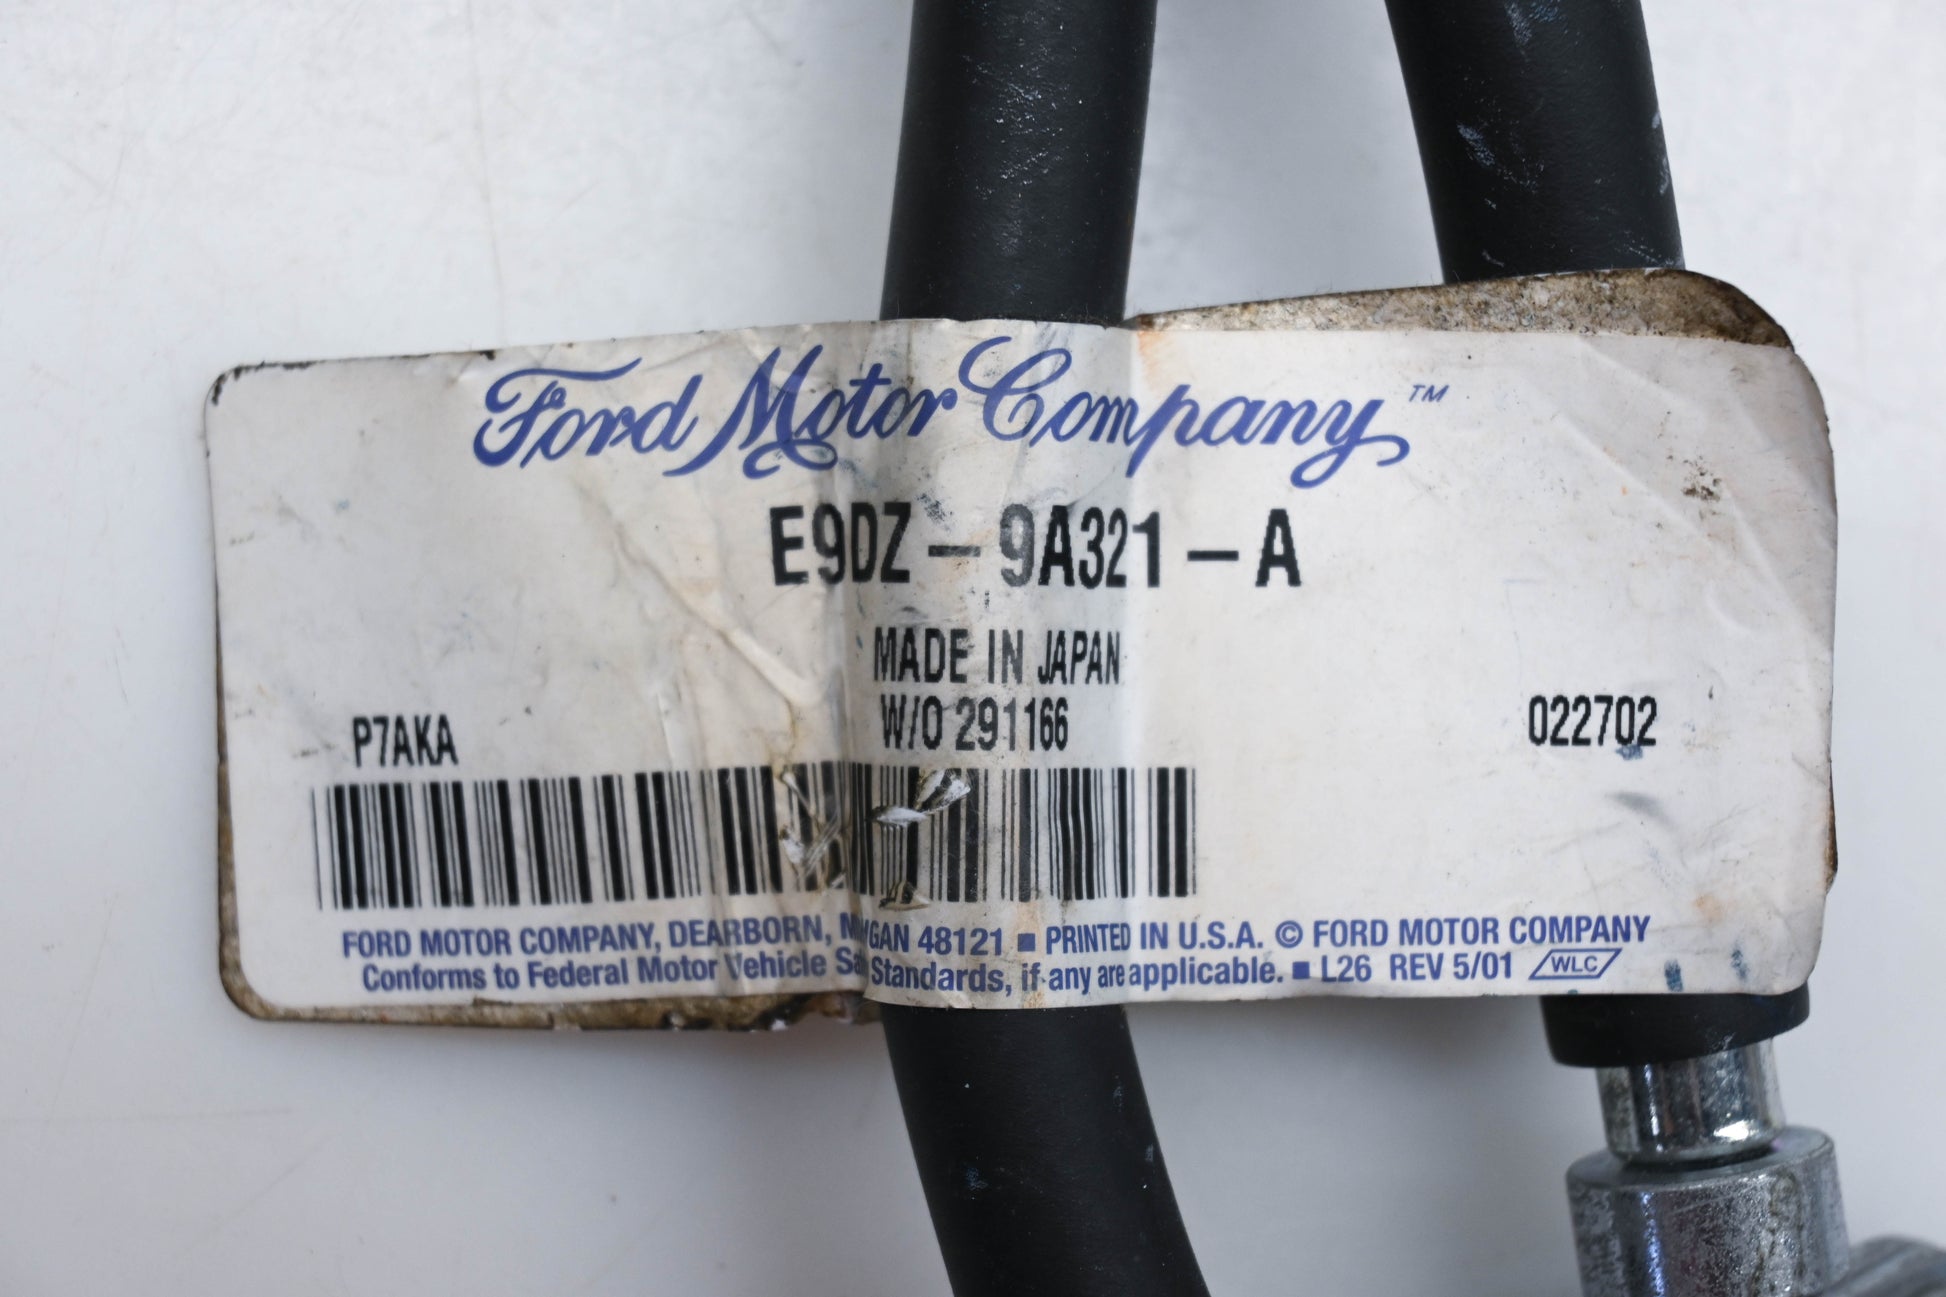 Ford Motor Company™
E9DZ - 9A321 - A
MADE IN JAPAN
W/O 291166
P7AKA
022702
FORD MOTOR COMPANY, DEARBORN, GAN 48121 ■ PRINTED IN U.S.A. © FORD MOTOR COMPANY
Conforms to Federal Motor Vehicle Standards, if any are applicable. ■ L26 REV 5/01 WLC